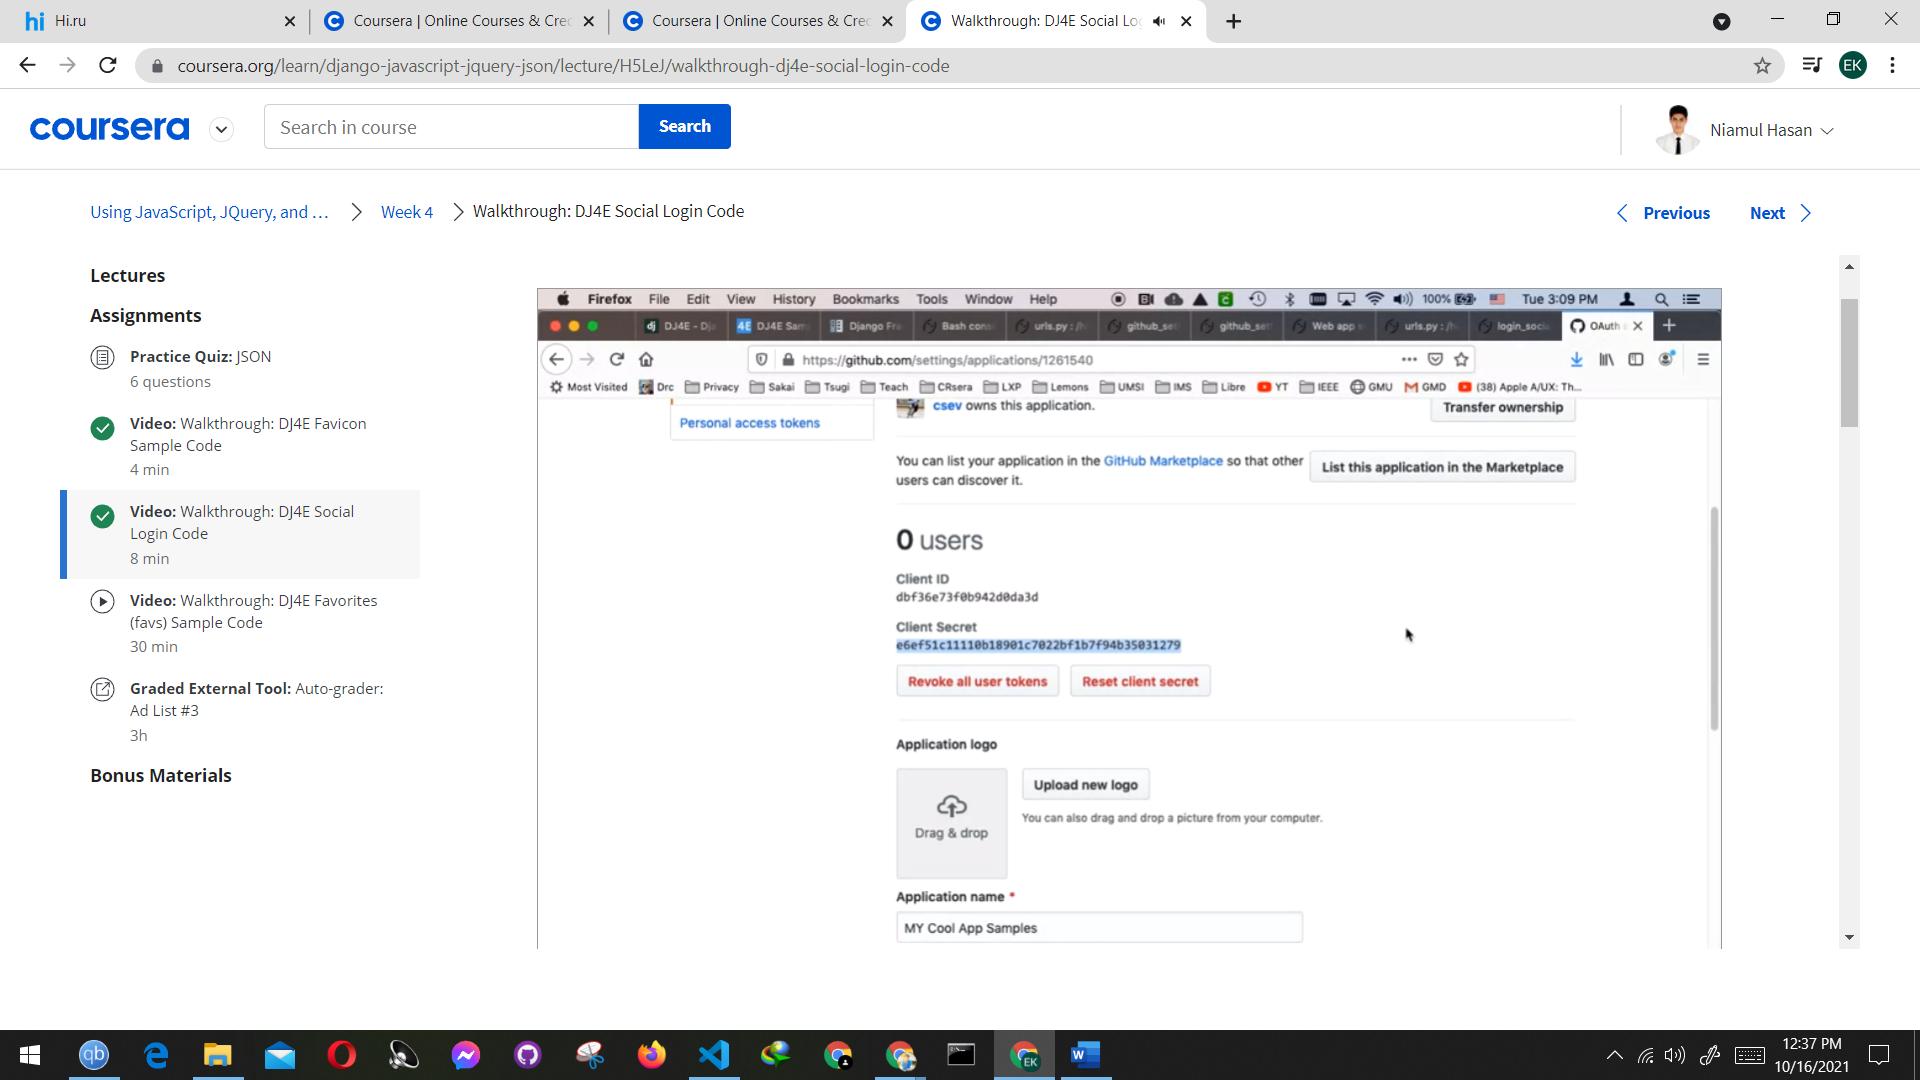 Hi.ru
Coursera | Online Courses & Cred
Coursera | Online Courses & Cred
Walkthrough: DJ4E Social Lo
coursera.org/learn/django-javascript-jquery-json/lecture/H5LeJ/walkthrough-dj4e-social-login-code
EK
coursera
Search in course
Search
Niamul Hasan
Using JavaScript, JQuery, and ...
Week 4
Walkthrough: DJ4E Social Login Code
Previous
Next
Lectures
Assignments
Practice Quiz: JSON
6 questions
Video: Walkthrough: DJ4E Favicon
Sample Code
4 min
Video: Walkthrough: DJ4E Social
Login Code
8 min
Video: Walkthrough: DJ4E Favorites
(favs) Sample Code
30 min
Graded External Tool: Auto-grader:
Ad List #3
3h
Bonus Materials
Firefox File Edit View History Bookmarks Tools Window Help
100%
Tue 3:09 PM
DJ4E - Dja
DJ4E Sam
Django Fra
Bash cons
urls.py : /h
github_set
github_set
Web app s
urls.py : /h
login_socia
OAuth
https://github.com/settings/applications/1261540
Most Visited Drc Privacy Sakai Tsugi Teach CRsera LXP Lemons UMSI IMS Libre YT IEEE GMU GMD (38) Apple A/UX: Th...
Personal access tokens
csev owns this application.
Transfer ownership
You can list your application in the GitHub Marketplace so that other
users can discover it.
List this application in the Marketplace
0 users
Client ID
dbf36e73f0b942d0da3d
Client Secret
e6ef51c11110b18901c7022bf1b7f94b35031279
Revoke all user tokens
Reset client secret
Application logo
Drag & drop
Upload new logo
You can also drag and drop a picture from your computer.
Application name *
MY Cool App Samples
12:37 PM
10/16/2021